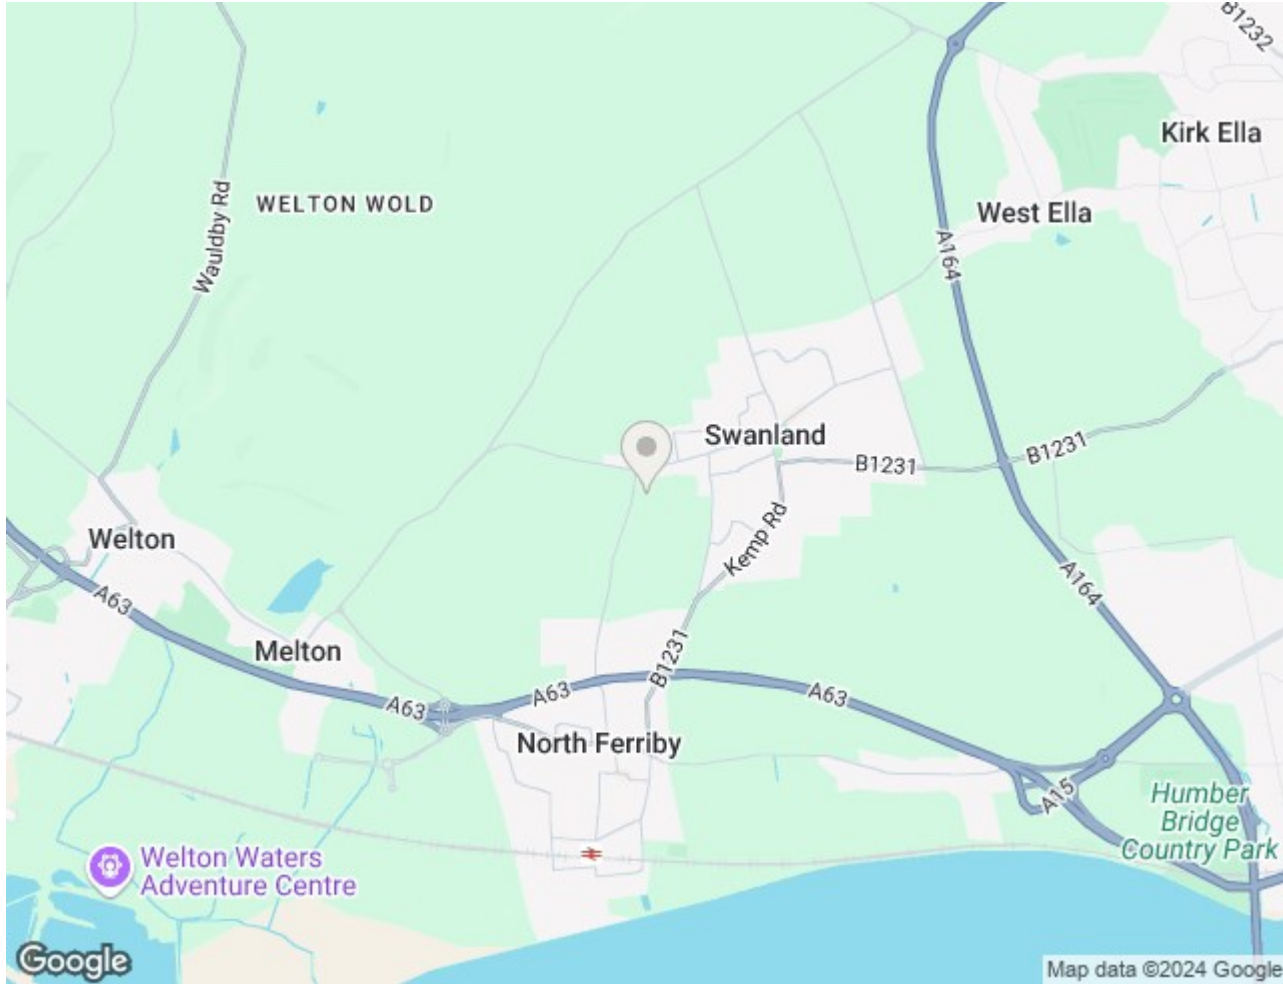 B1232
Kirk Ella
WELTON WOLD
Wauldby Rd
West Ella
A164
Swanland
B1231
B1231
Kemp Rd
Welton
A63
A164
Melton
B1231
A63
A63
A63
North Ferriby
A15
Humber
Bridge
Country Park
Welton Waters
Adventure Centre
Google
Map data ©2024 Google